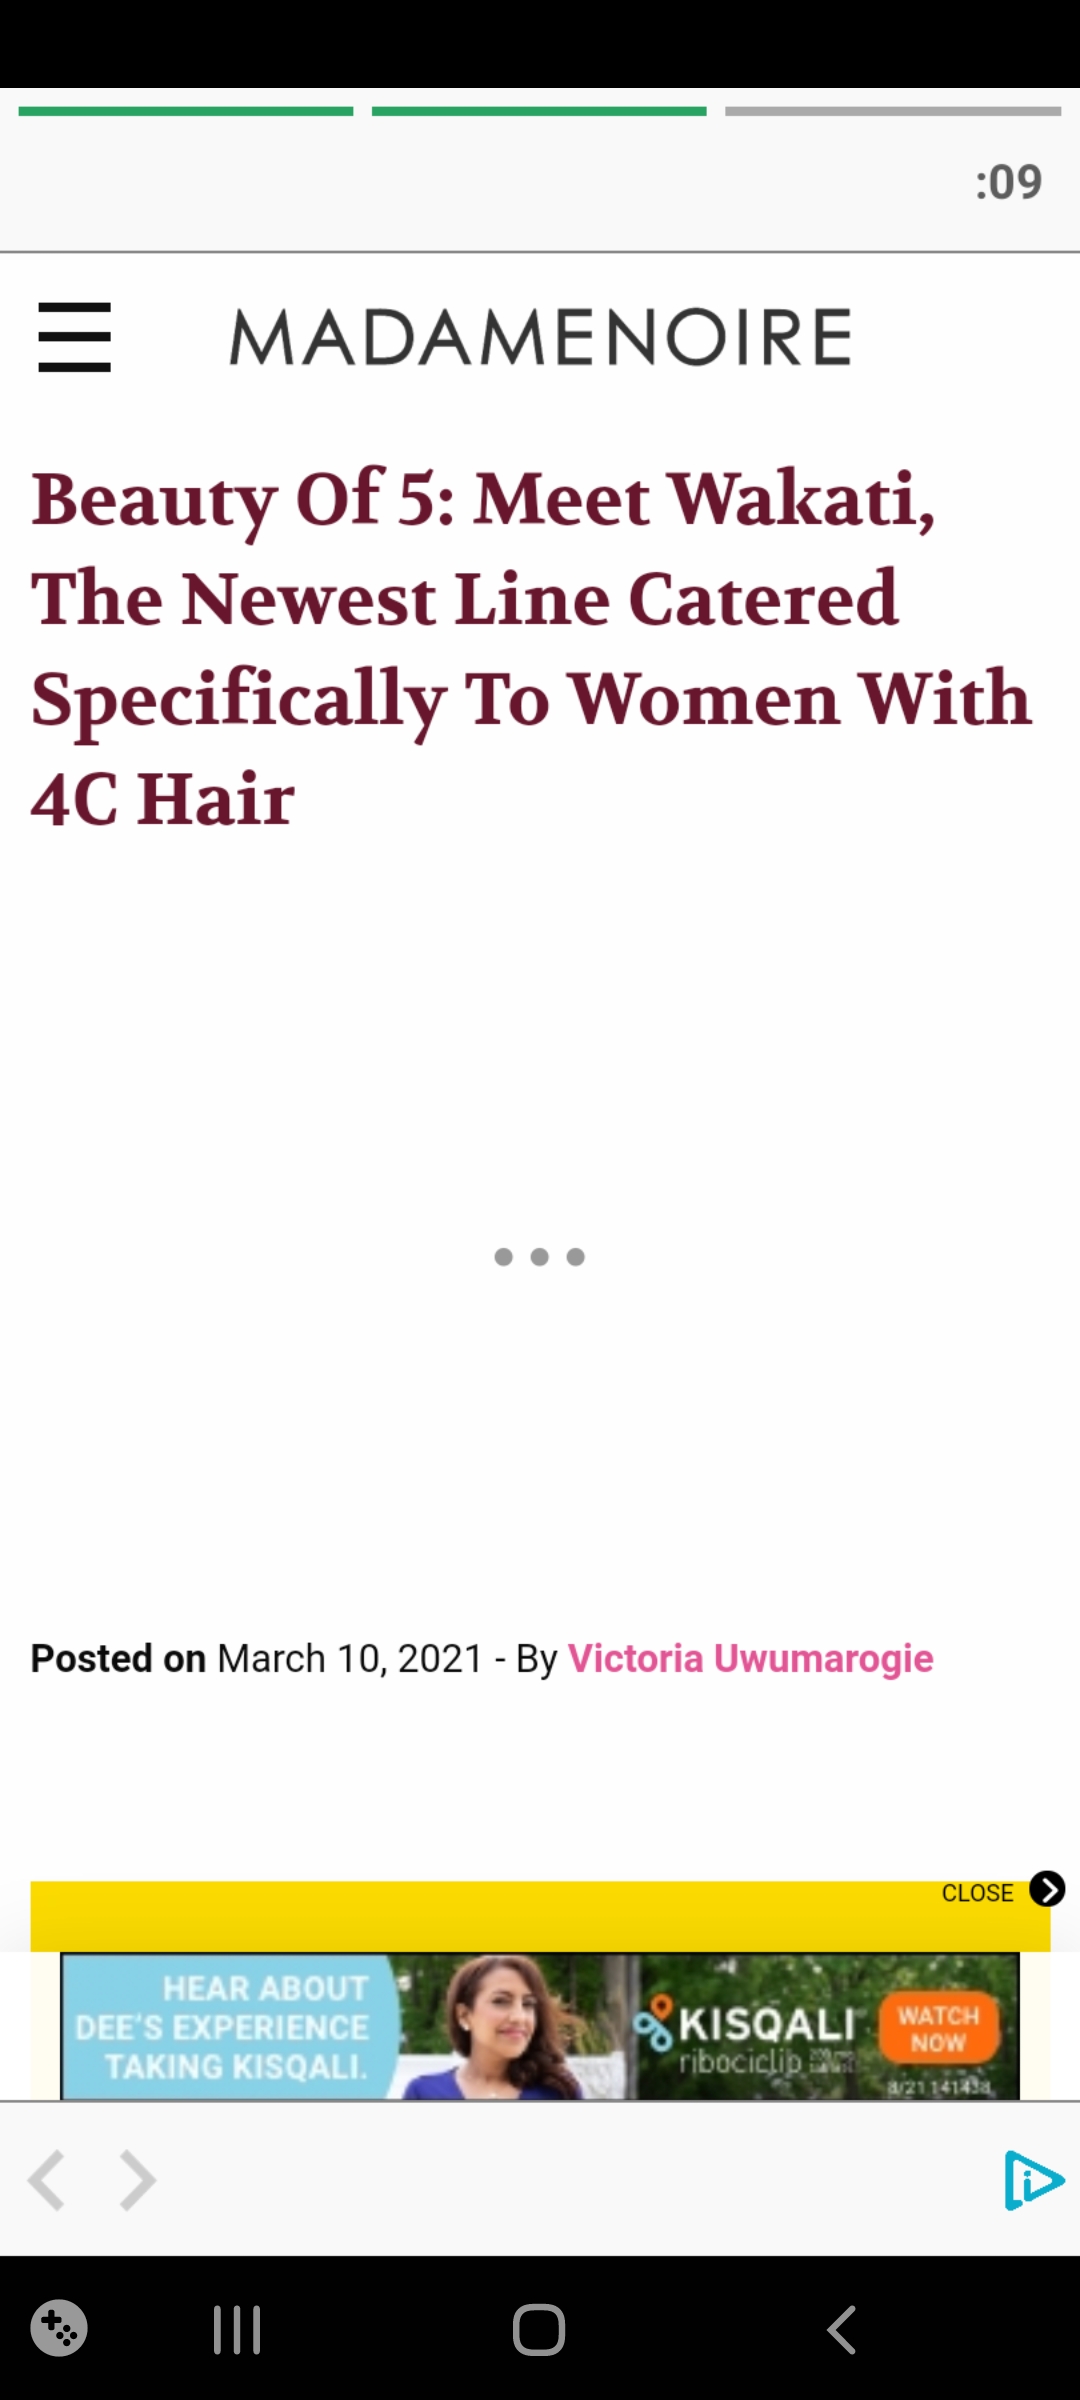 :09
MADAMENOIRE
Beauty Of 5: Meet Wakati,
The Newest Line Catered
Specifically To Women With
4C Hair
Posted on March 10, 2021 - By Victoria Uwumarogie
CLOSE
HEAR ABOUT
DEE'S EXPERIENCE
TAKING KISQALI.
KISQALI
ribociclib
WATCH
NOW
8/21 141438